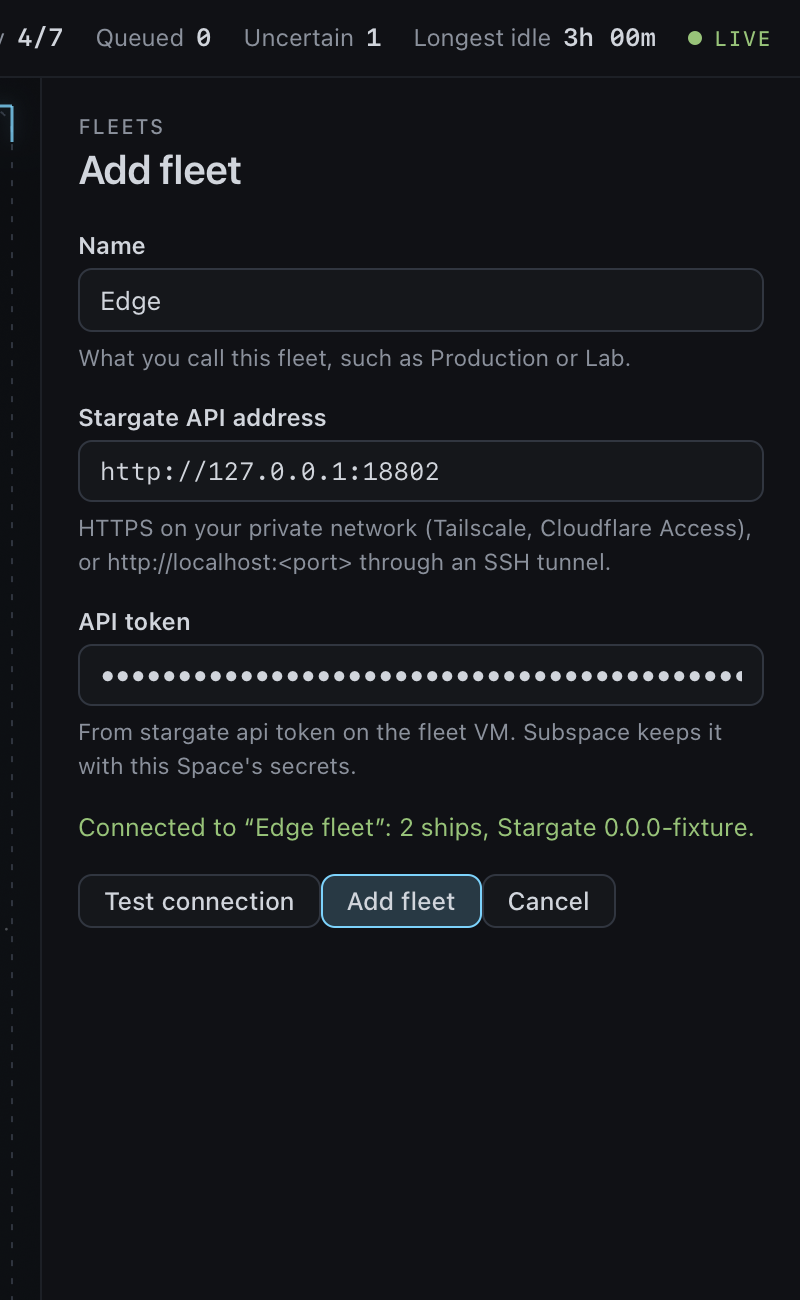 4/7 Queued 0 Uncertain 1 Longest idle 3h 00m LIVE
FLEETS
Add fleet
Name
Edge
What you call this fleet, such as Production or Lab.
Stargate API address
http://127.0.0.1:18802
HTTPS on your private network (Tailscale, Cloudflare Access),
or http://localhost:<port> through an SSH tunnel.
API token
From stargate api token on the fleet VM. Subspace keeps it
with this Space's secrets.
Connected to “Edge fleet”: 2 ships, Stargate 0.0.0-fixture.
Test connection Add fleet Cancel